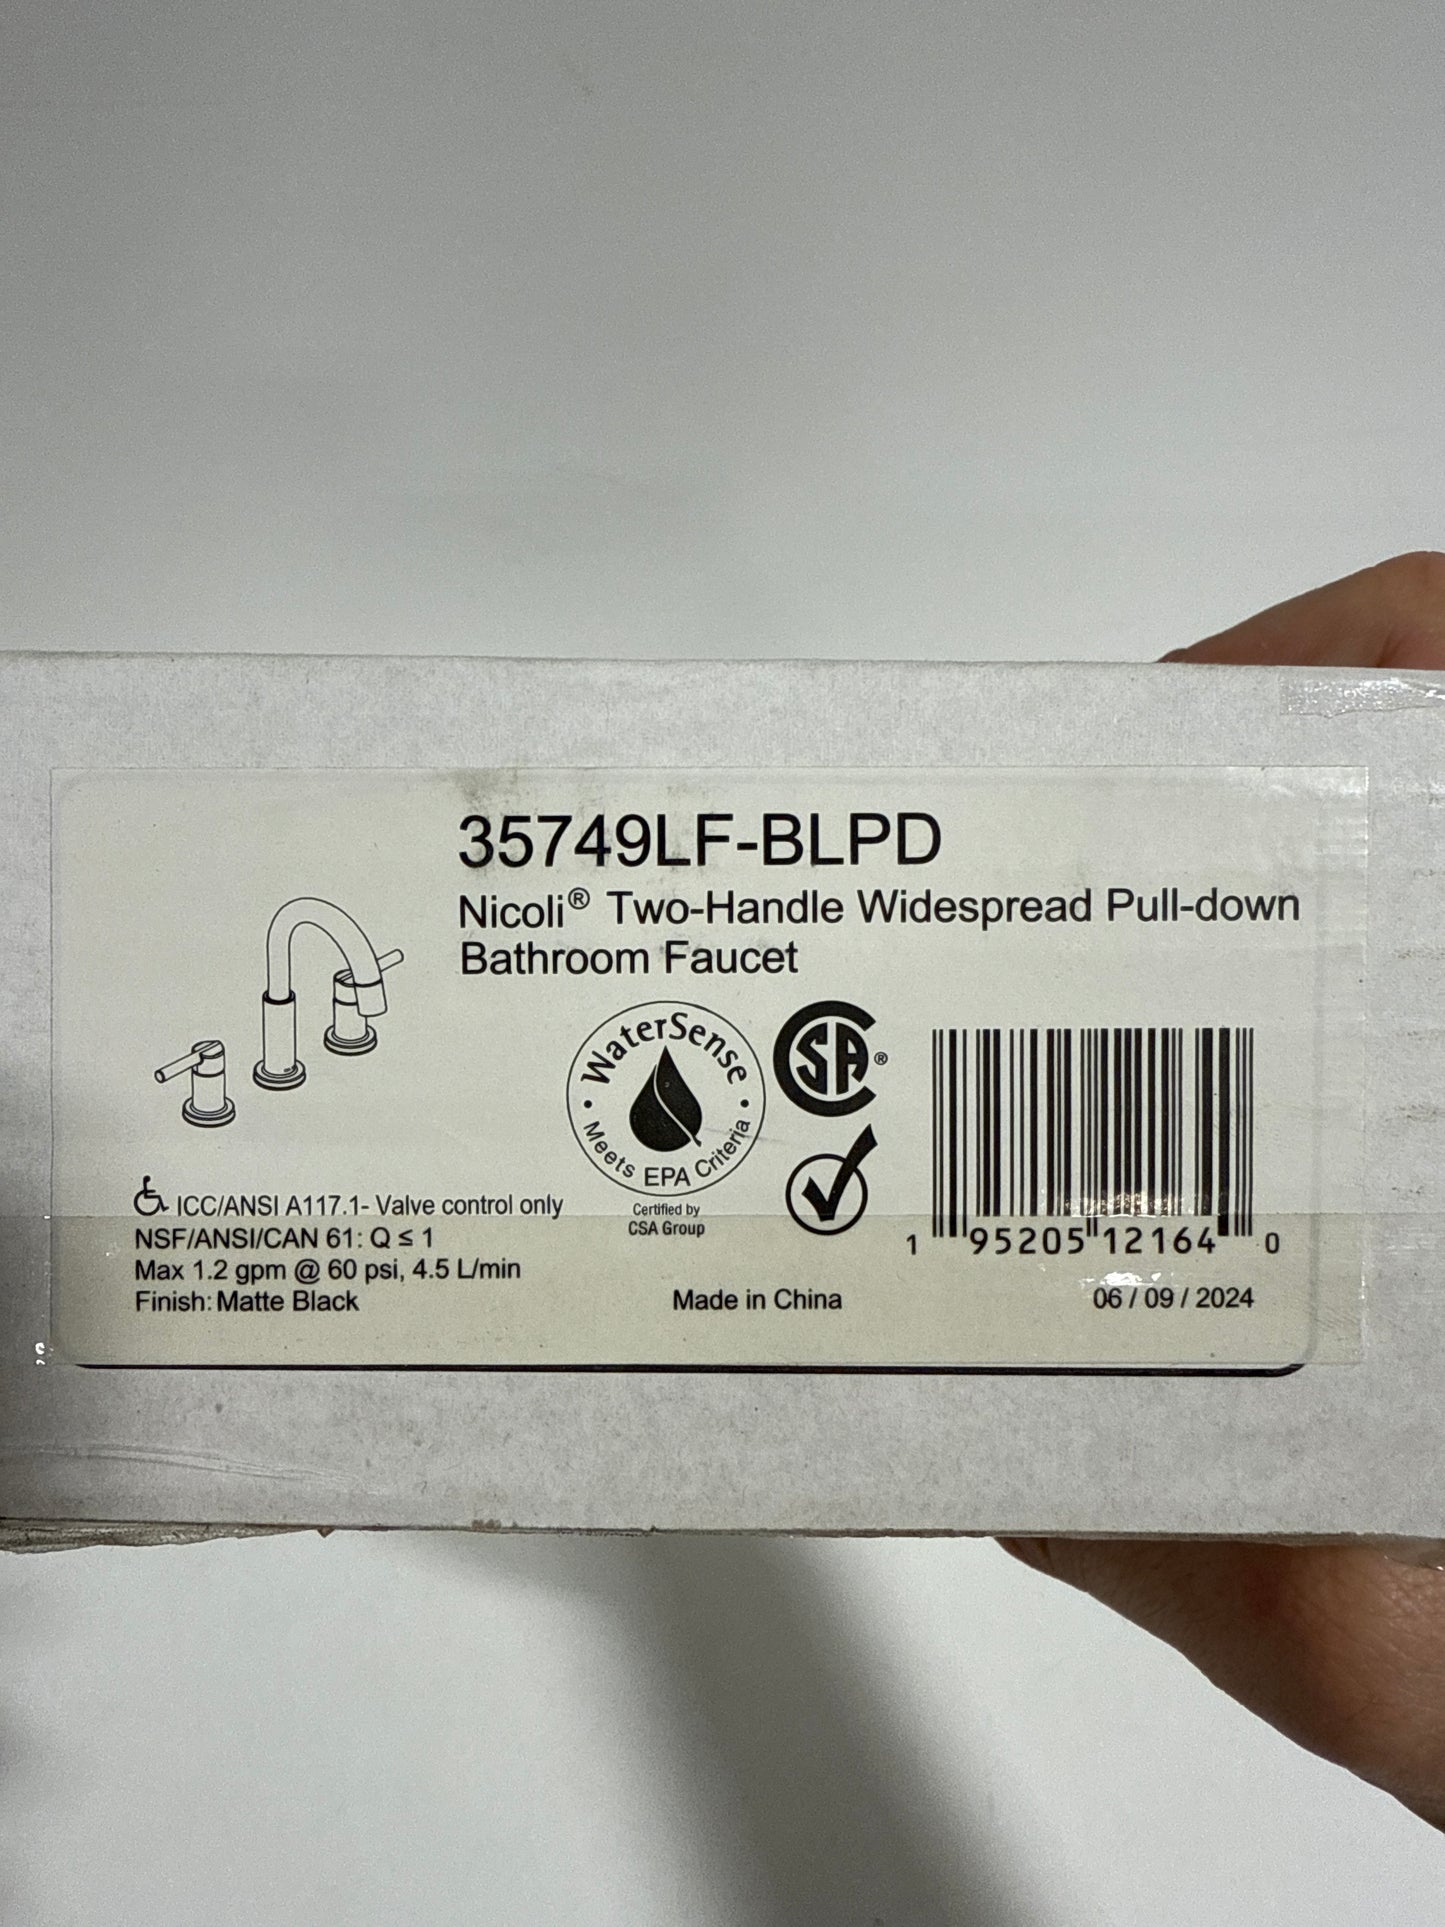 35749LF-BLPD
Nicoli® Two-Handle Widespread Pull-down
Bathroom Faucet
WaterSense
• Meets EPA Criteria •
Certified by
CSA Group
CSA ®
ICC/ANSI A117.1- Valve control only
NSF/ANSI/CAN 61: Q ≤ 1
Max 1.2 gpm @ 60 psi, 4.5 L/min
Finish: Matte Black
Made in China
1 95205 12164 0
06 / 09 / 2024